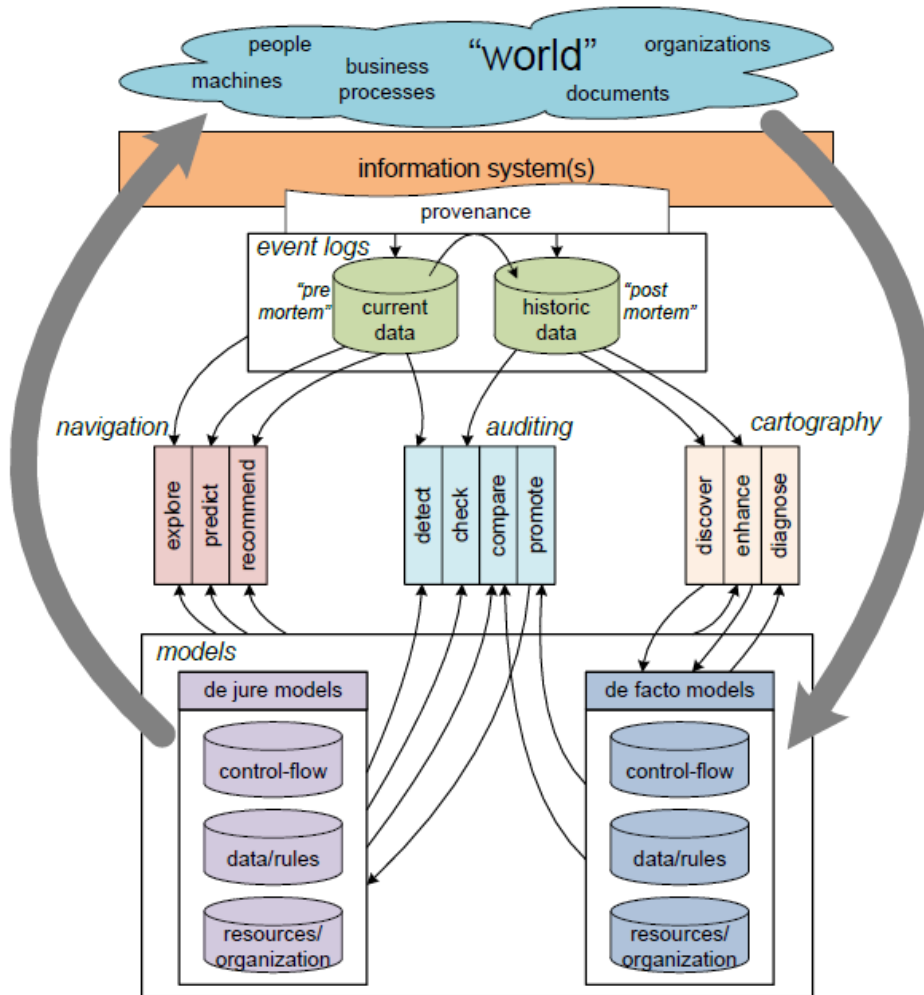 people
“world”
organizations
machines
business
processes
documents
information system(s)
provenance
event logs
“pre
mortem”
current
data
historic
data
“post
mortem”
navigation
auditing
cartography
explore
predict
recommend
detect
check
compare
promote
discover
enhance
diagnose
models
de jure models
de facto models
control-flow
control-flow
data/rules
data/rules
resources/
organization
resources/
organization